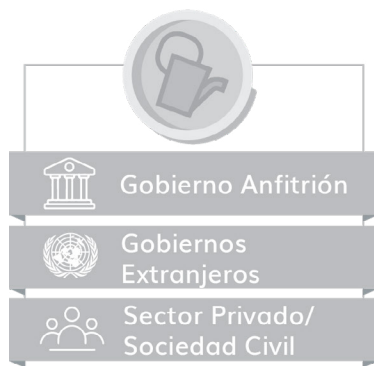 Gobierno Anfitrión
Gobiernos
Extranjeros
Sector Privado/
Sociedad Civil